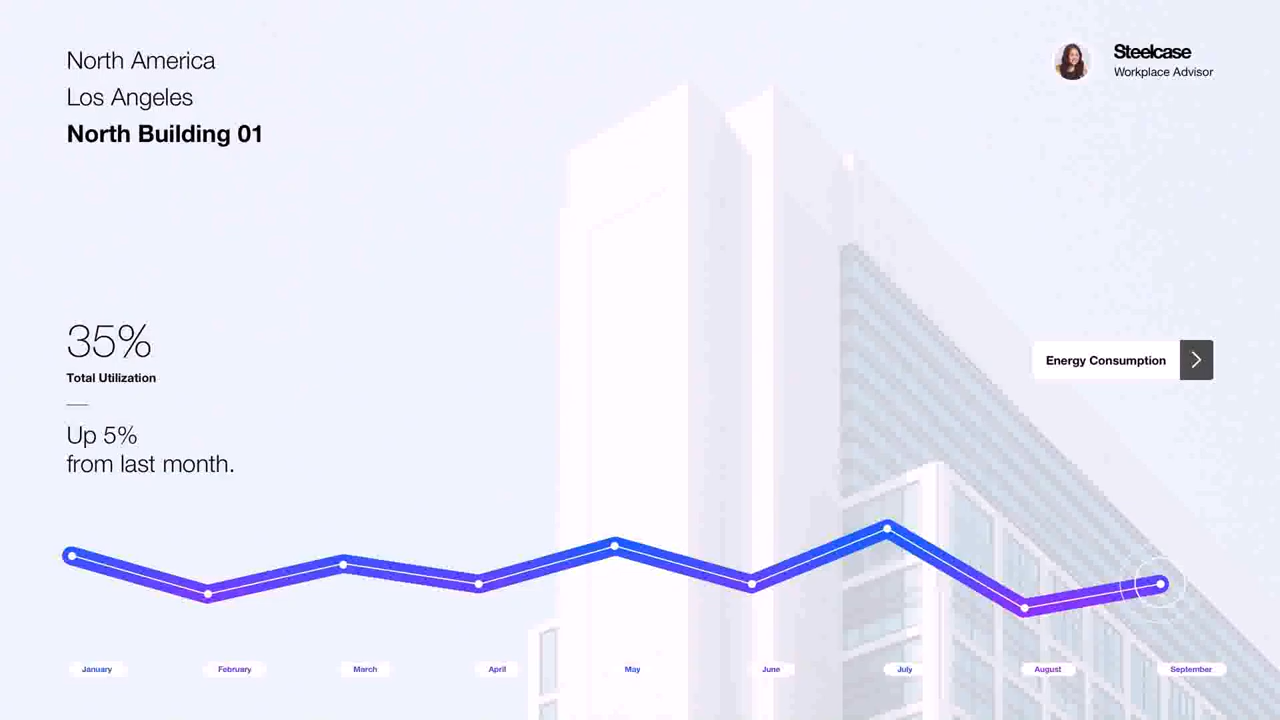 North America
Los Angeles
North Building 01
Steelcase
Workplace Advisor
35%
Total Utilization
Up 5%
from last month.
Energy Consumption
January
February
March
April
May
June
July
August
September